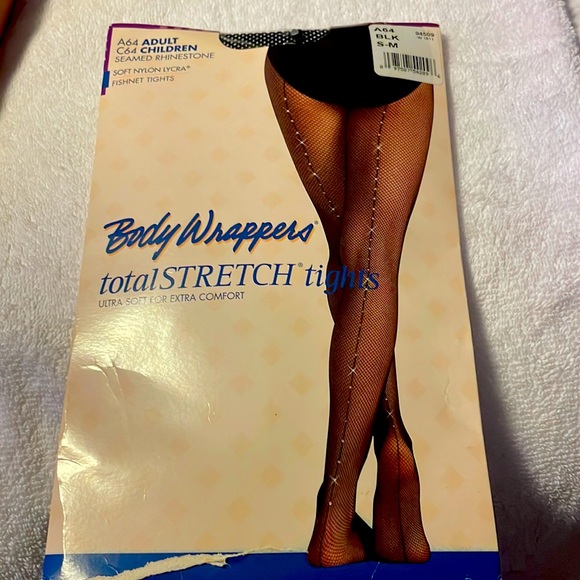 A64 ADULT
C64 CHILDREN
SEAMED RHINESTONE
SOFT NYLON LYCRA®
FISHNET TIGHTS
A64
BLK
S-M
94509
Body Wrappers®
totalSTRETCH® tights
ULTRA SOFT FOR EXTRA COMFORT